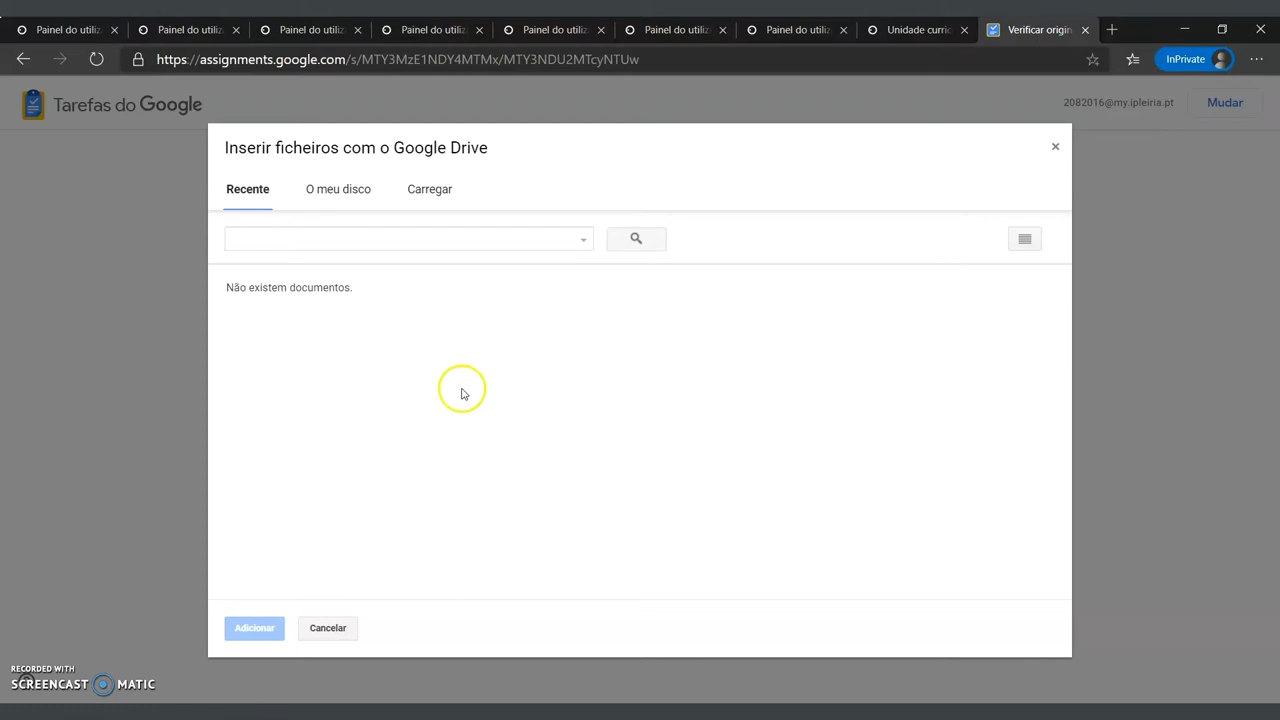 Painel do utiliz
Painel do utiliz
Painel do utiliz
Painel do utiliz
Painel do utiliz
Painel do utiliz
Painel do utiliz
Unidade curric
Verificar origin
https://assignments.google.com/s/MTY3MzE1NDY4MTMx/MTY3NDU2MTcyNTUw
InPrivate
Tarefas do Google
2082016@my.ipleiria.pt
Mudar
Inserir ficheiros com o Google Drive
Recente
O meu disco
Carregar
Não existem documentos.
Adicionar
Cancelar
RECORDED WITH
SCREENCAST MATIC